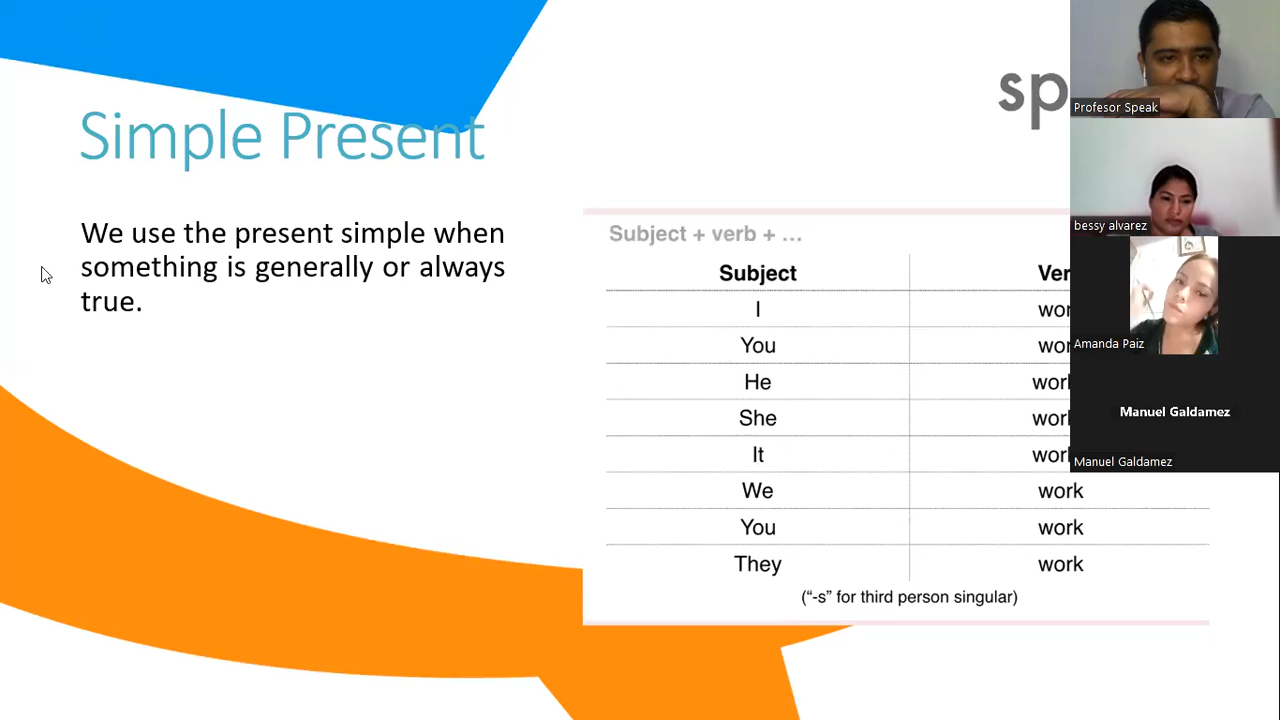 Simple Present
We use the present simple when
something is generally or always
true.
sp
Subject + verb + ...
Subject
I
You
He
She
It
We work
You work
They work
("-s" for third person singular)
Profesor Speak
bessy alvarez
Amanda Paiz
Manuel Galdamez
Manuel Galdamez